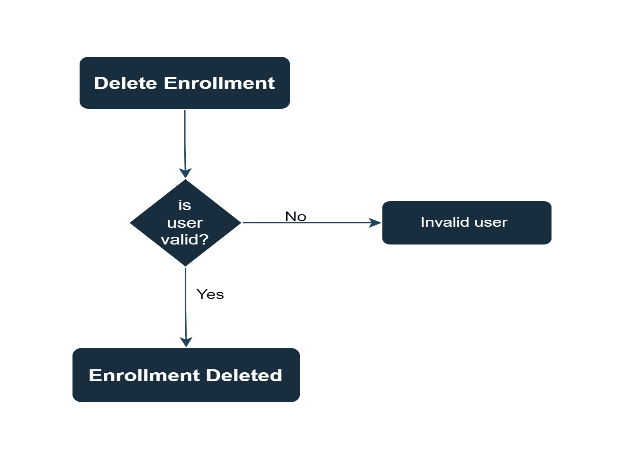 Delete Enrollment
is
user
valid?
No
Invalid user
Yes
Enrollment Deleted